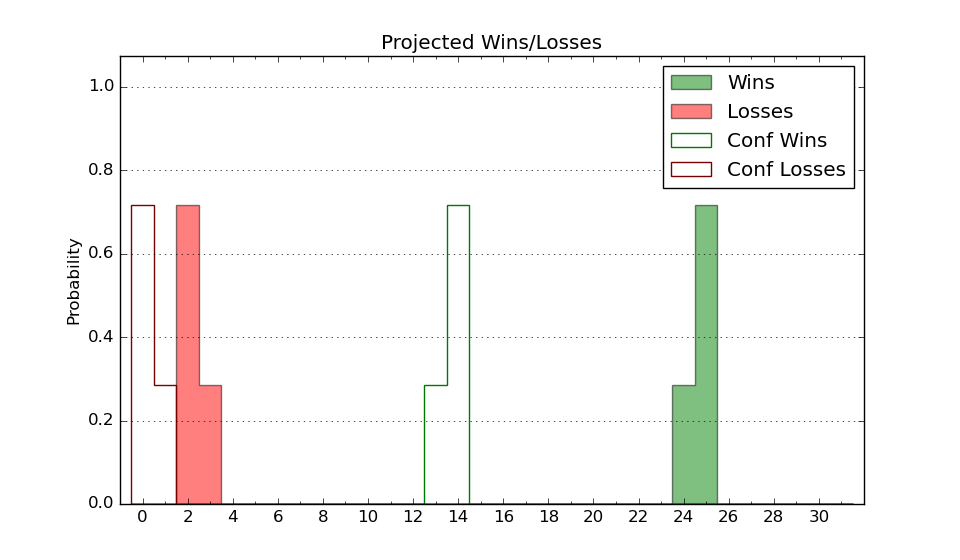 Projected Wins/Losses
Wins
Losses
Conf Wins
Conf Losses
Probability
1.0
0.8
0.6
0.4
0.2
0.0
0 2 4 6 8 10 12 14 16 18 20 22 24 26 28 30